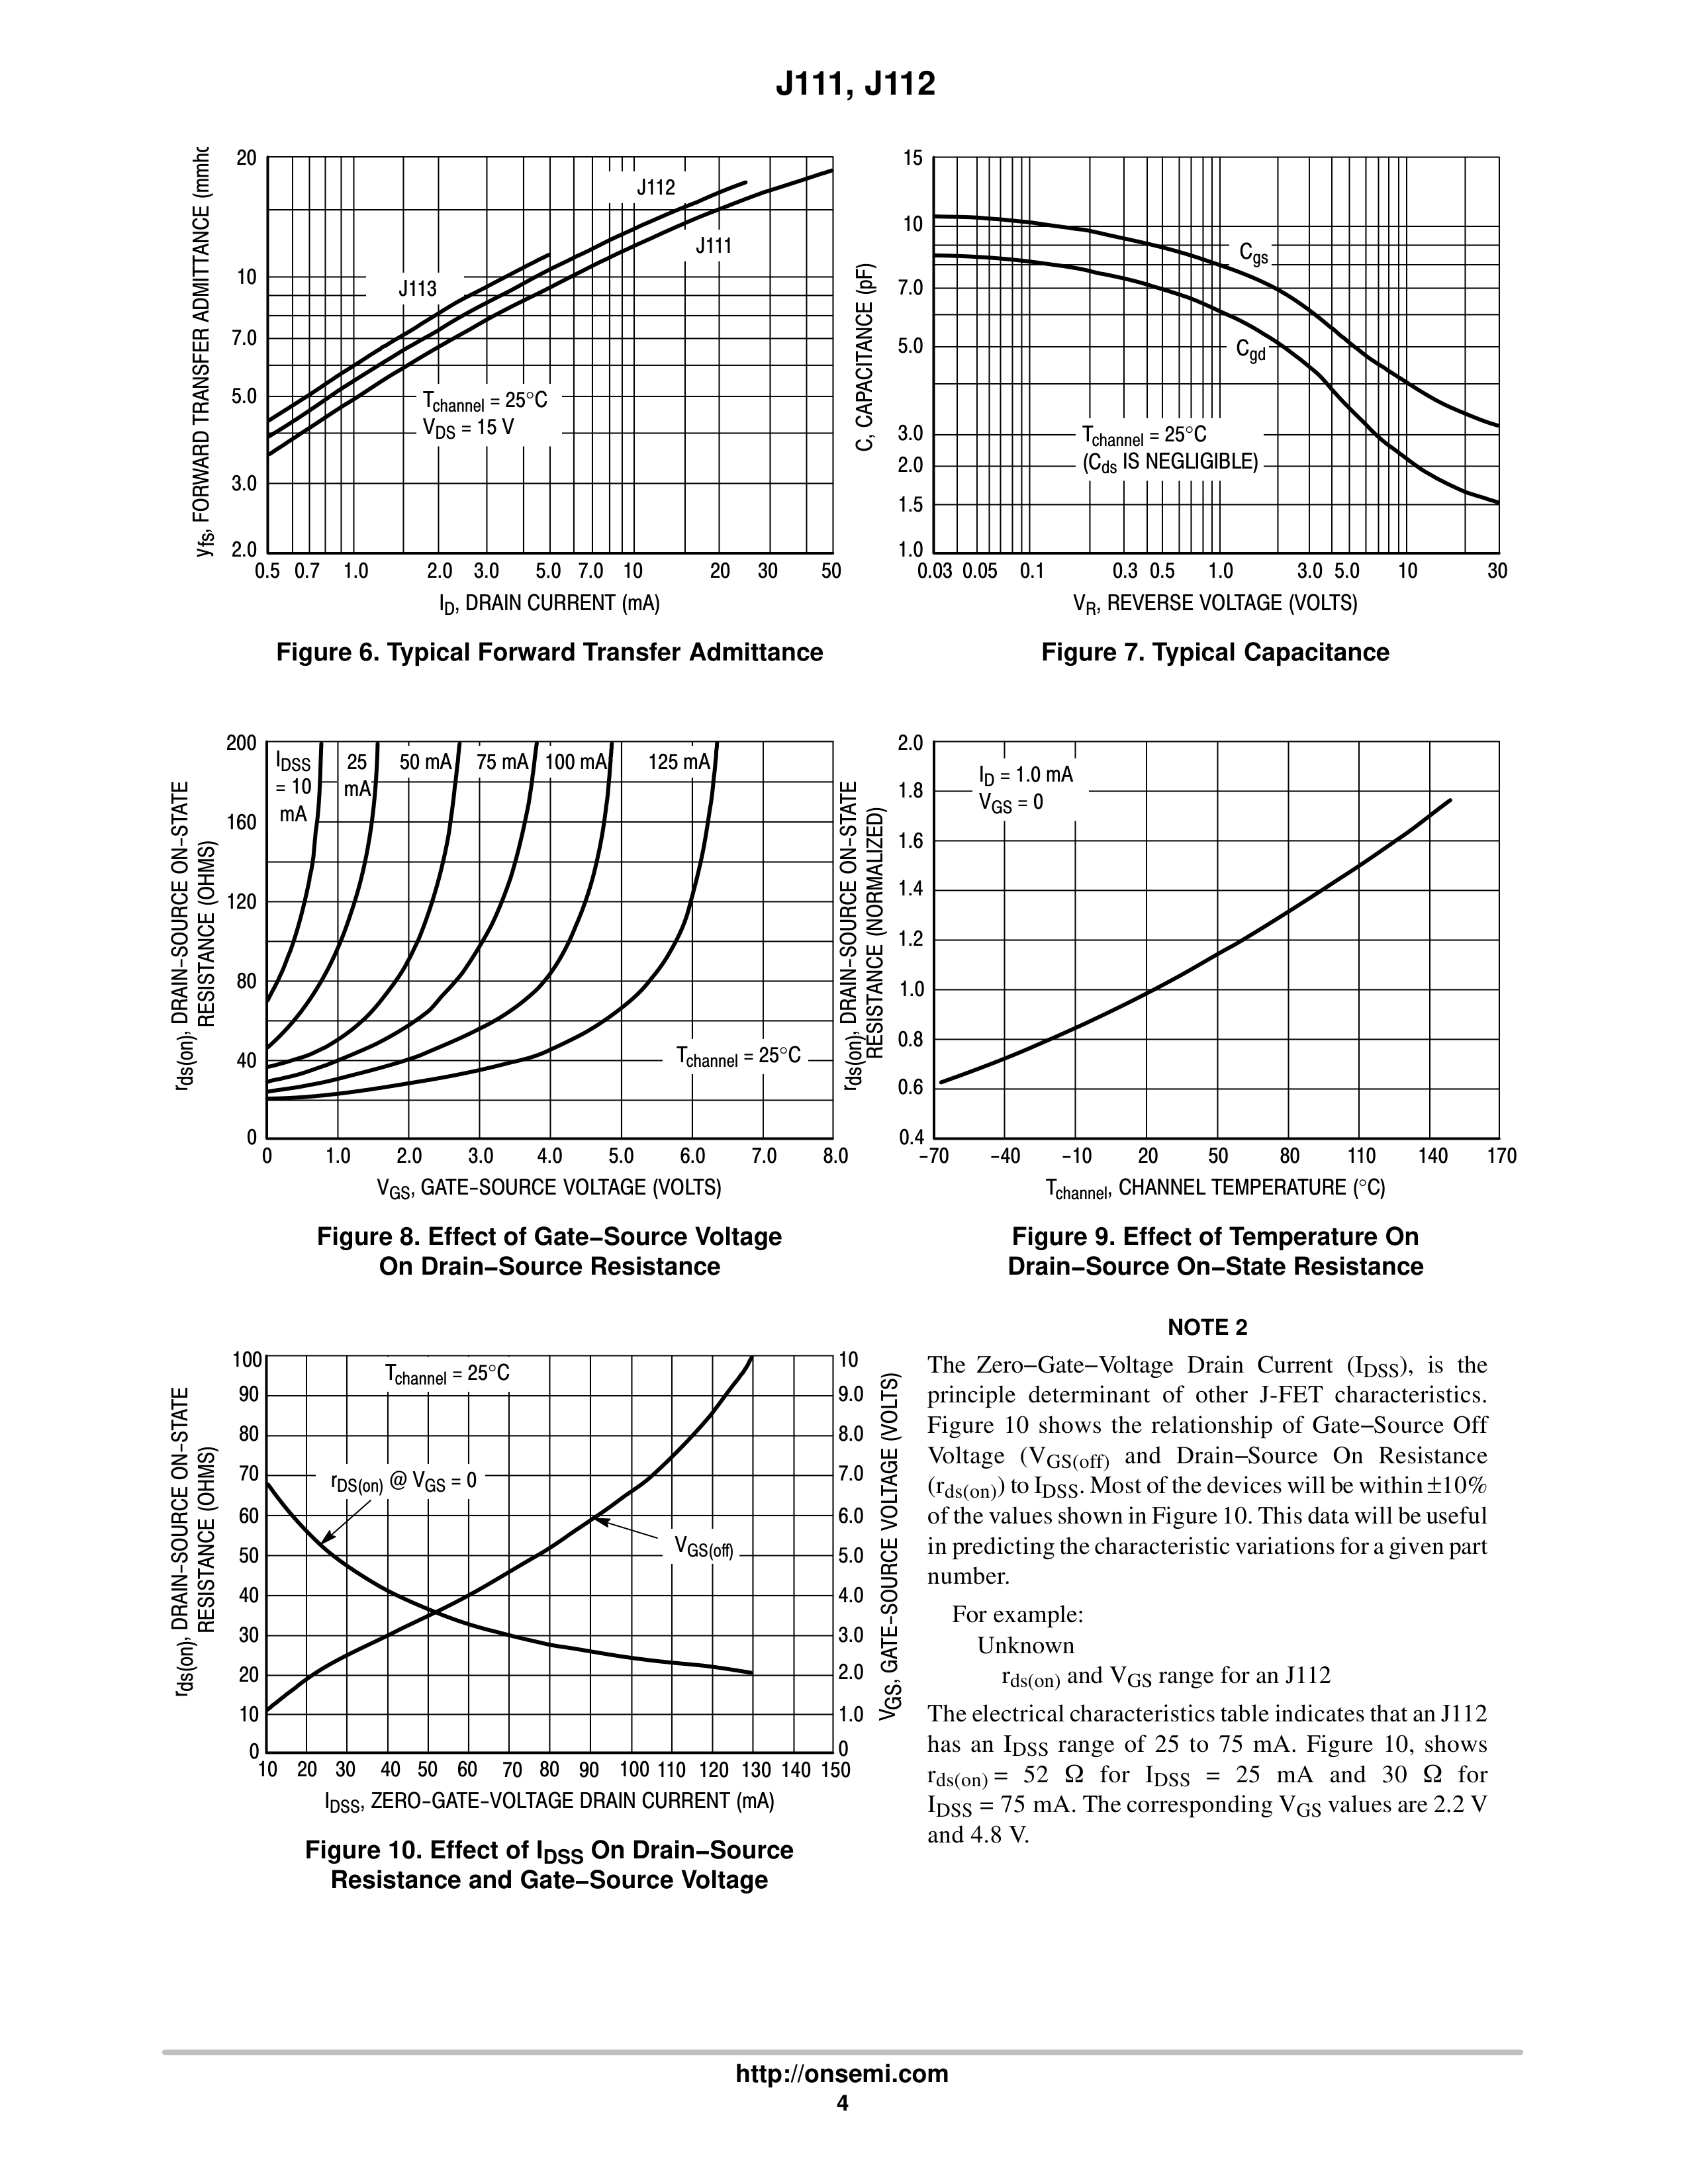 J111, J112
yfs, FORWARD TRANSFER ADMITTANCE (mmho
20
10
7.0
5.0
3.0
2.0
J112
J111
J113
Tchannel = 25°C
VDS = 15 V
0.5 0.7 1.0 2.0 3.0 5.0 7.0 10 20 30 50
ID, DRAIN CURRENT (mA)
Figure 6. Typical Forward Transfer Admittance
C, CAPACITANCE (pF)
15
10
7.0
5.0
3.0
2.0
1.5
1.0
Cgs
Cgd
Tchannel = 25°C
(Cds IS NEGLIGIBLE)
0.03 0.05 0.1 0.3 0.5 1.0 3.0 5.0 10 30
VR, REVERSE VOLTAGE (VOLTS)
Figure 7. Typical Capacitance
rds(on), DRAIN−SOURCE ON−STATE
RESISTANCE (OHMS)
200
160
120
80
40
0
IDSS
= 10
mA
25
mA
50 mA
75 mA
100 mA
125 mA
Tchannel = 25°C
0 1.0 2.0 3.0 4.0 5.0 6.0 7.0 8.0
VGS, GATE−SOURCE VOLTAGE (VOLTS)
Figure 8. Effect of Gate−Source Voltage
On Drain−Source Resistance
rds(on), DRAIN−SOURCE ON−STATE
RESISTANCE (NORMALIZED)
2.0
1.8
1.6
1.4
1.2
1.0
0.8
0.6
0.4
ID = 1.0 mA
VGS = 0
−70 −40 −10 20 50 80 110 140 170
Tchannel, CHANNEL TEMPERATURE (°C)
Figure 9. Effect of Temperature On
Drain−Source On−State Resistance
rds(on), DRAIN−SOURCE ON−STATE
RESISTANCE (OHMS)
100
90
80
70
60
50
40
30
20
10
0
Tchannel = 25°C
rDS(on) @ VGS = 0
VGS(off)
10
9.0
8.0
7.0
6.0
5.0
4.0
3.0
2.0
1.0
0
VGS, GATE−SOURCE VOLTAGE (VOLTS)
10 20 30 40 50 60 70 80 90 100 110 120 130 140 150
IDSS, ZERO−GATE−VOLTAGE DRAIN CURRENT (mA)
Figure 10. Effect of IDSS On Drain−Source
Resistance and Gate−Source Voltage
NOTE 2
The Zero−Gate−Voltage Drain Current (IDSS), is the
principle determinant of other J-FET characteristics.
Figure 10 shows the relationship of Gate−Source Off
Voltage (VGS(off) and Drain−Source On Resistance
(rds(on)) to IDSS. Most of the devices will be within ±10%
of the values shown in Figure 10. This data will be useful
in predicting the characteristic variations for a given part
number.
For example:
Unknown
rds(on) and VGS range for an J112
The electrical characteristics table indicates that an J112
has an IDSS range of 25 to 75 mA. Figure 10, shows
rds(on) = 52 Ω for IDSS = 25 mA and 30 Ω for
IDSS = 75 mA. The corresponding VGS values are 2.2 V
and 4.8 V.
http://onsemi.com
4